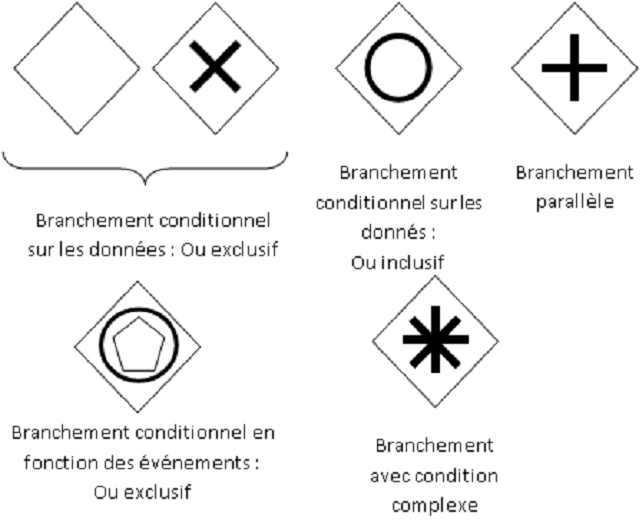 Branchement conditionnel
sur les données : Ou exclusif
Branchement
conditionnel sur les
donnés :
Ou inclusif
Branchement
parallèle
Branchement conditionnel en
fonction des événements :
Ou exclusif
Branchement
avec condition
complexe